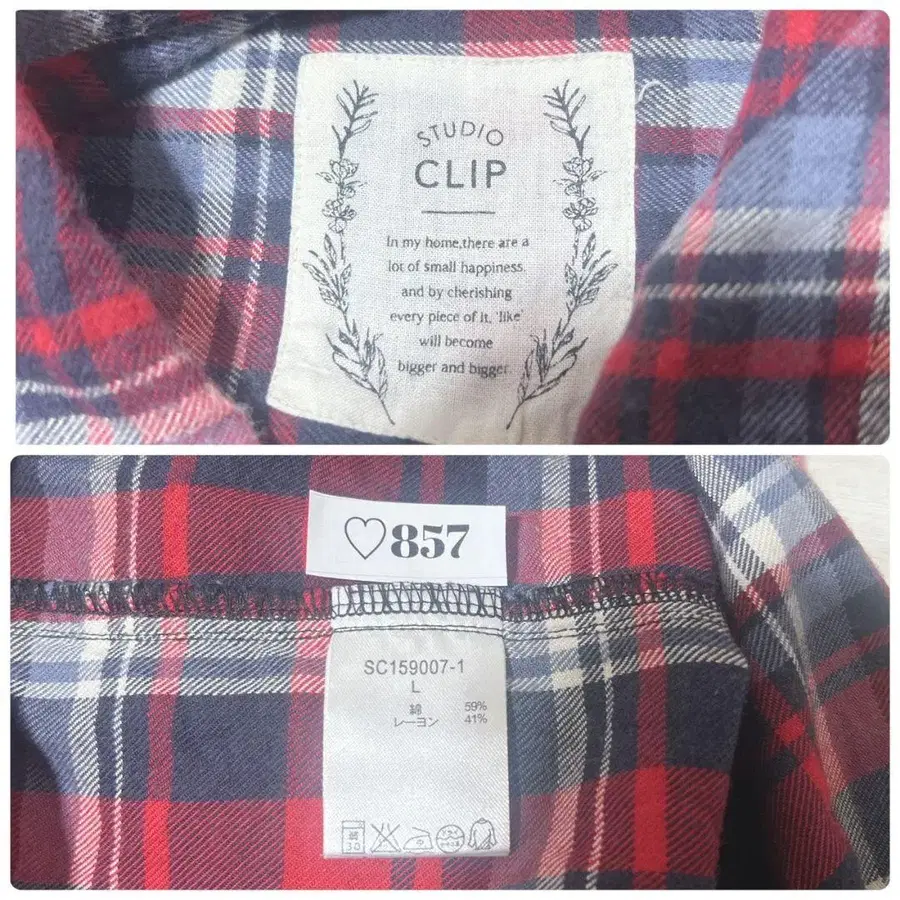 STUDIO
CLIP
In my home,there are a
lot of small happiness.
and by cherishing
every piece of it, 'like'
will become
bigger and bigger.
♡857
SC159007-1
L
綿 59%
レーヨン 41%